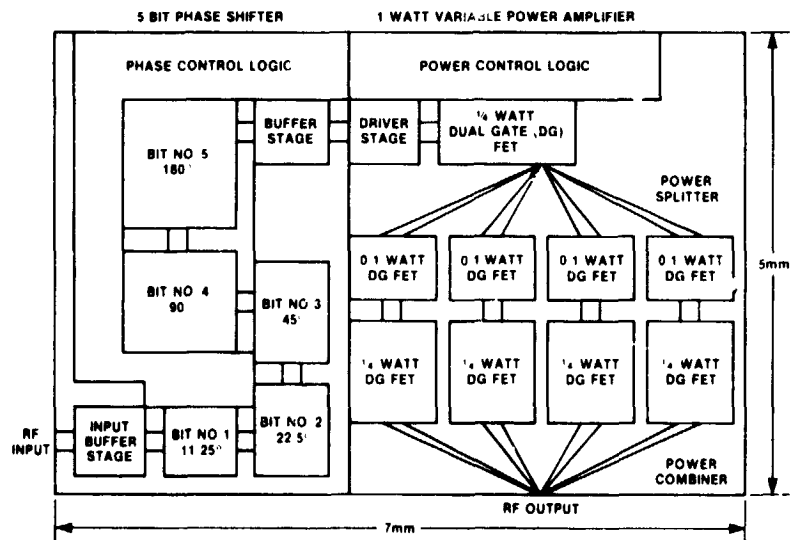 5 BIT PHASE SHIFTER
1 WATT VARIABLE POWER AMPLIFIER
PHASE CONTROL LOGIC
POWER CONTROL LOGIC
BUFFER
STAGE
DRIVER
STAGE
1/4 WATT
DUAL GATE (DG)
FET
BIT NO 5
180°
POWER
SPLITTER
0 1 WATT
DG FET
0 1 WATT
DG FET
0 1 WATT
DG FET
0 1 WATT
DG FET
5mm
BIT NO 4
90
BIT NO 3
45°
1/4 WATT
DG FET
1/4 WATT
DG FET
1/4 WATT
DG FET
1/4 WATT
DG FET
RF
INPUT
INPUT
BUFFER
STAGE
BIT NO 1
11 25°
BIT NO 2
22 5°
POWER
COMBINER
RF OUTPUT
7mm